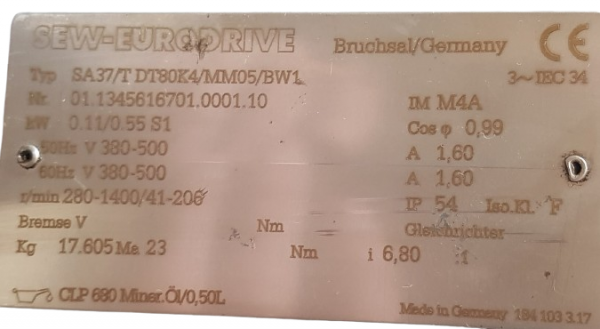 SEW-EURODRIVE Bruchsal/Germany CE
Typ SA37/T DT80K4/MM05/BW1 3~IEC 34
Nr. 01.1345616701.0001.10 IM M4A
kW 0.11/0.55 S1 Cos φ 0,99
50Hz V 380-500 A 1,60
60Hz V 380-500 A 1,60
r/min 280-1400/41-206 IP 54 Iso.Kl. F
Bremse V Nm Gleichrichter
Kg 17.605 Ma 23 Nm i 6,80 :1
CLP 680 Miner.Öl/0,50L
Made in Germany 184 103 3.17